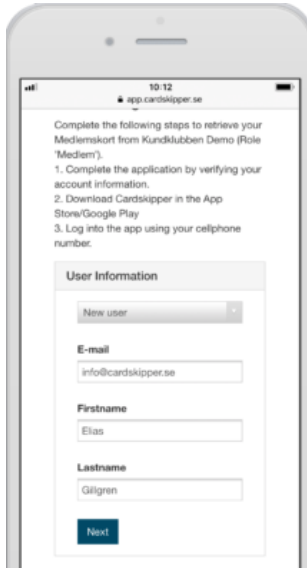 10:12
app.cardskipper.se
Complete the following steps to retrieve your
Medlemskort from Kundklubben Demo (Role
'Medlem').
1. Complete the application by verifying your
account information.
2. Download Cardskipper in the App
Store/Google Play
3. Log into the app using your cellphone
number.
User Information
New user
E-mail
info@cardskipper.se
Firstname
Elias
Lastname
Gillgren
Next